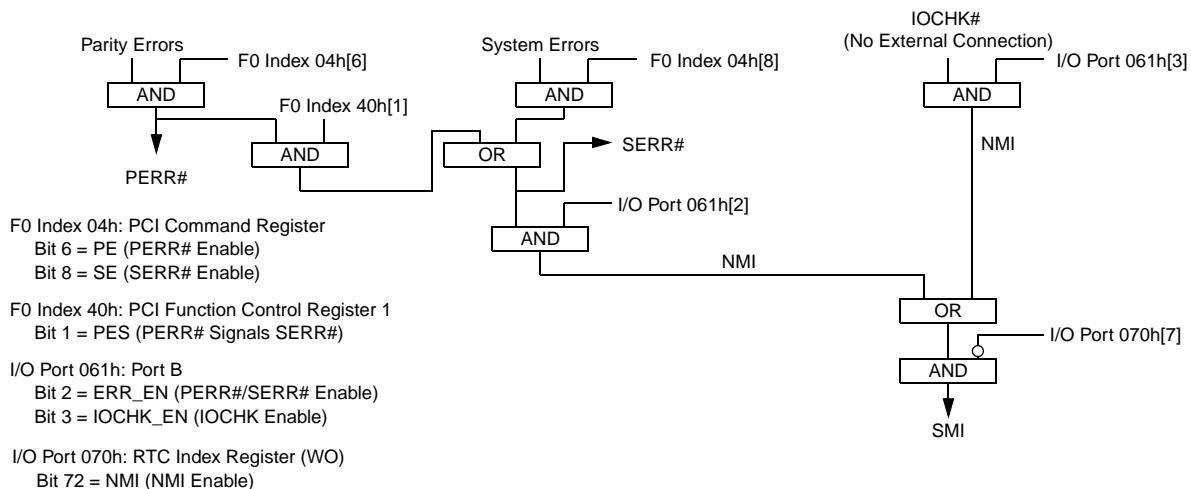 IOCHK#
(No External Connection)
Parity Errors
System Errors
F0 Index 04h[6]
F0 Index 04h[8]
I/O Port 061h[3]
AND
AND
AND
F0 Index 40h[1]
AND
OR
SERR#
NMI
PERR#
I/O Port 061h[2]
AND
NMI
F0 Index 04h: PCI Command Register
Bit 6 = PE (PERR# Enable)
Bit 8 = SE (SERR# Enable)
F0 Index 40h: PCI Function Control Register 1
Bit 1 = PES (PERR# Signals SERR#)
OR
I/O Port 070h[7]
I/O Port 061h: Port B
Bit 2 = ERR_EN (PERR#/SERR# Enable)
Bit 3 = IOCHK_EN (IOCHK Enable)
AND
SMI
I/O Port 070h: RTC Index Register (WO)
Bit 72 = NMI (NMI Enable)